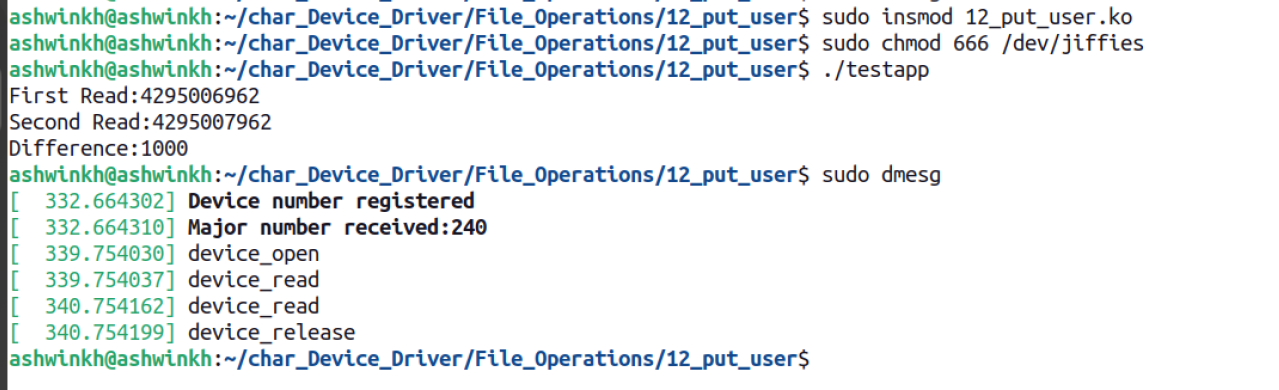 ashwinkh@ashwinkh:~/char_Device_Driver/File_Operations/12_put_user$ sudo insmod 12_put_user.ko
ashwinkh@ashwinkh:~/char_Device_Driver/File_Operations/12_put_user$ sudo chmod 666 /dev/jiffies
ashwinkh@ashwinkh:~/char_Device_Driver/File_Operations/12_put_user$ ./testapp
First Read:4295006962
Second Read:4295007962
Difference:1000
ashwinkh@ashwinkh:~/char_Device_Driver/File_Operations/12_put_user$ sudo dmesg
[  332.664302] Device number registered
[  332.664310] Major number received:240
[  339.754030] device_open
[  339.754037] device_read
[  340.754162] device_read
[  340.754199] device_release
ashwinkh@ashwinkh:~/char_Device_Driver/File_Operations/12_put_user$